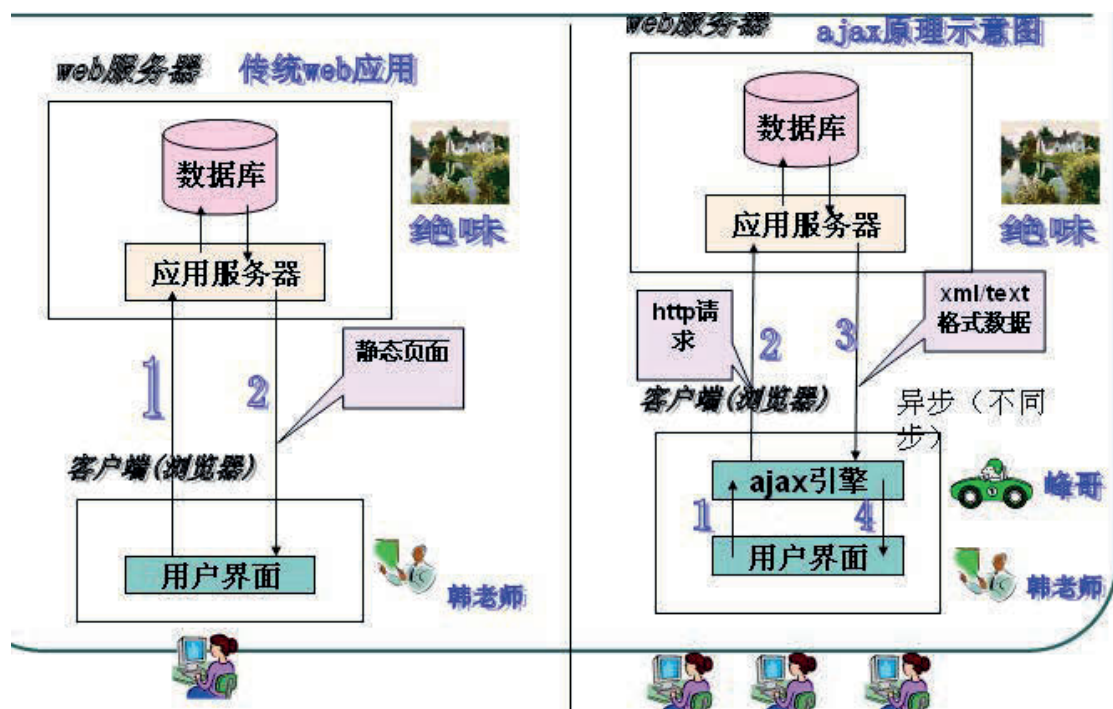 web服务器 传统web应用
数据库
绝味
应用服务器
静态页面
1
2
客户端(浏览器)
用户界面
韩老师
web服务器 ajax原理示意图
数据库
应用服务器
绝味
http请
求
2
3
xml/text
格式数据
客户端(浏览器)
异步（不同
步）
ajax引擎
峰哥
1
4
用户界面
韩老师